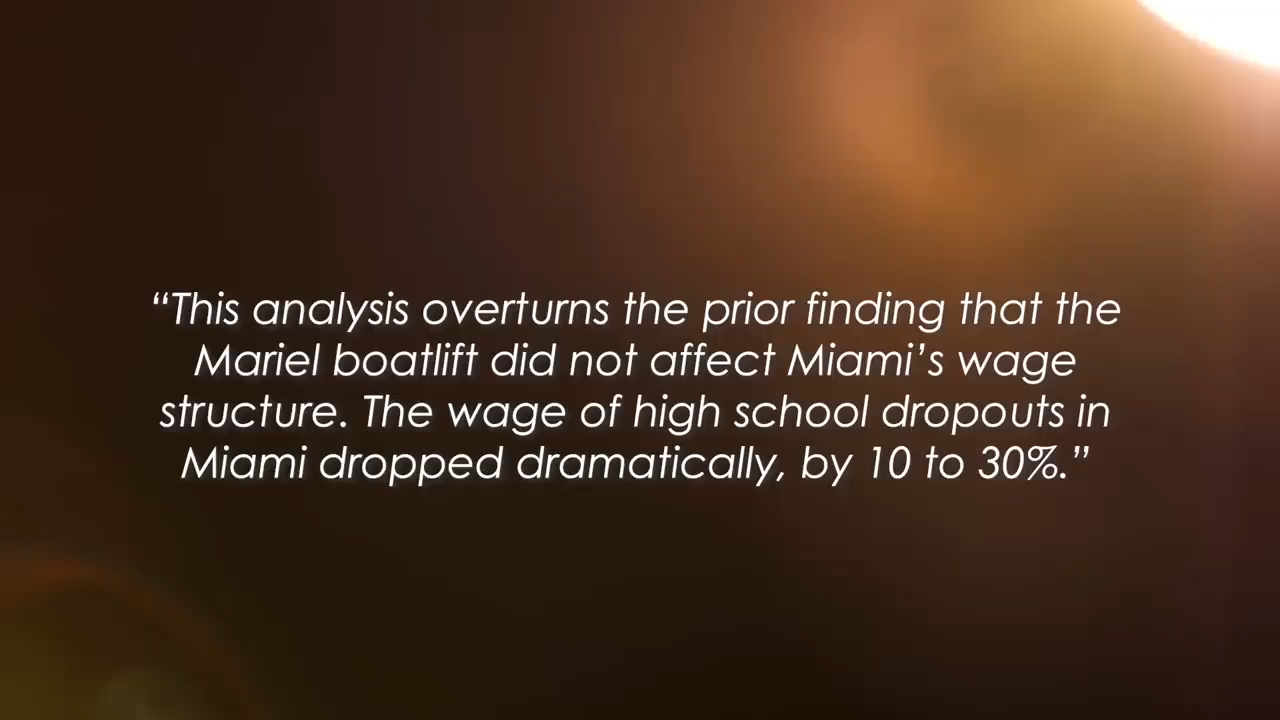 “This analysis overturns the prior finding that the
Mariel boatlift did not affect Miami’s wage
structure. The wage of high school dropouts in
Miami dropped dramatically, by 10 to 30%.”